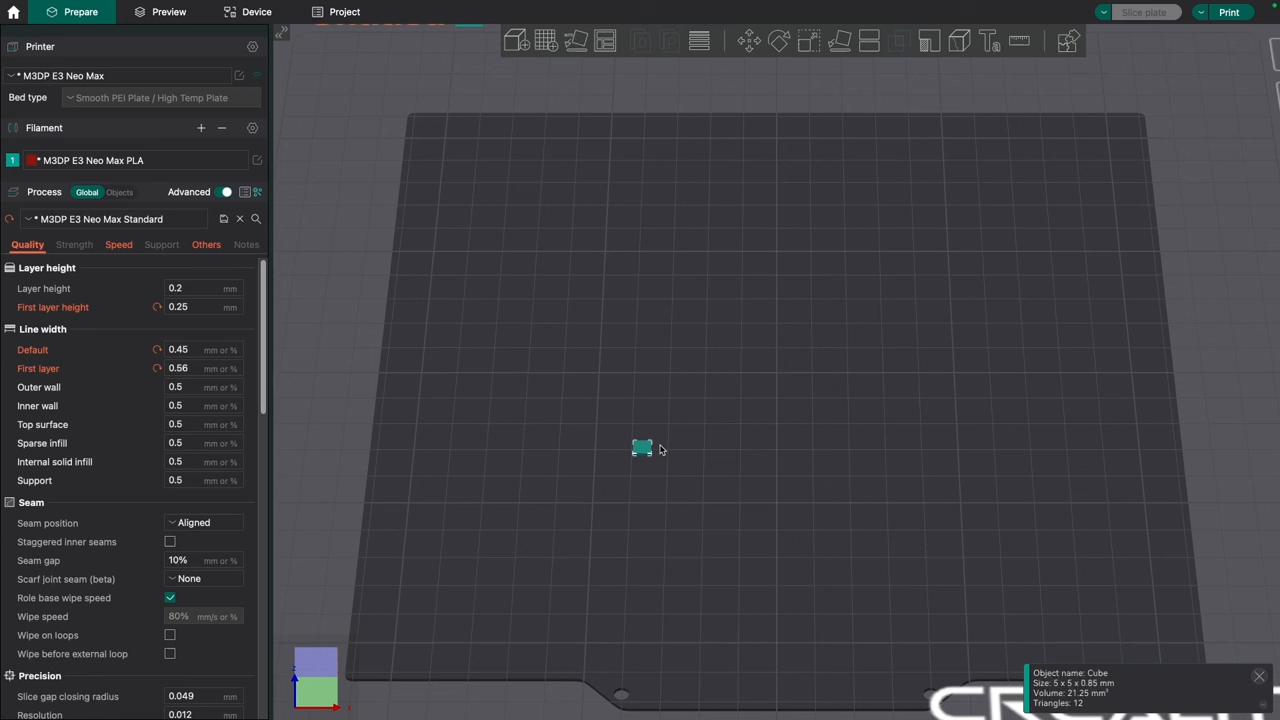 Prepare
Preview
Device
Project
Slice plate
Print
Printer
* M3DP E3 Neo Max
Bed type
Smooth PEI Plate / High Temp Plate
Filament
1
* M3DP E3 Neo Max PLA
Process
Global
Objects
Advanced
* M3DP E3 Neo Max Standard
Quality
Strength
Speed
Support
Others
Notes
Layer height
Layer height 0.2 mm
First layer height 0.25 mm
Line width
Default 0.45 mm or %
First layer 0.56 mm or %
Outer wall 0.5 mm or %
Inner wall 0.5 mm or %
Top surface 0.5 mm or %
Sparse infill 0.5 mm or %
Internal solid infill 0.5 mm or %
Support 0.5 mm or %
Seam
Seam position Aligned
Staggered inner seams
Seam gap 10% mm or %
Scarf joint seam (beta) None
Role base wipe speed
Wipe speed 80% mm/s or %
Wipe on loops
Wipe before external loop
Precision
Slice gap closing radius 0.049 mm
Resolution 0.012 mm
z
x
Object name: Cube
Size: 5 x 5 x 0.85 mm
Volume: 21.25 mm³
Triangles: 12